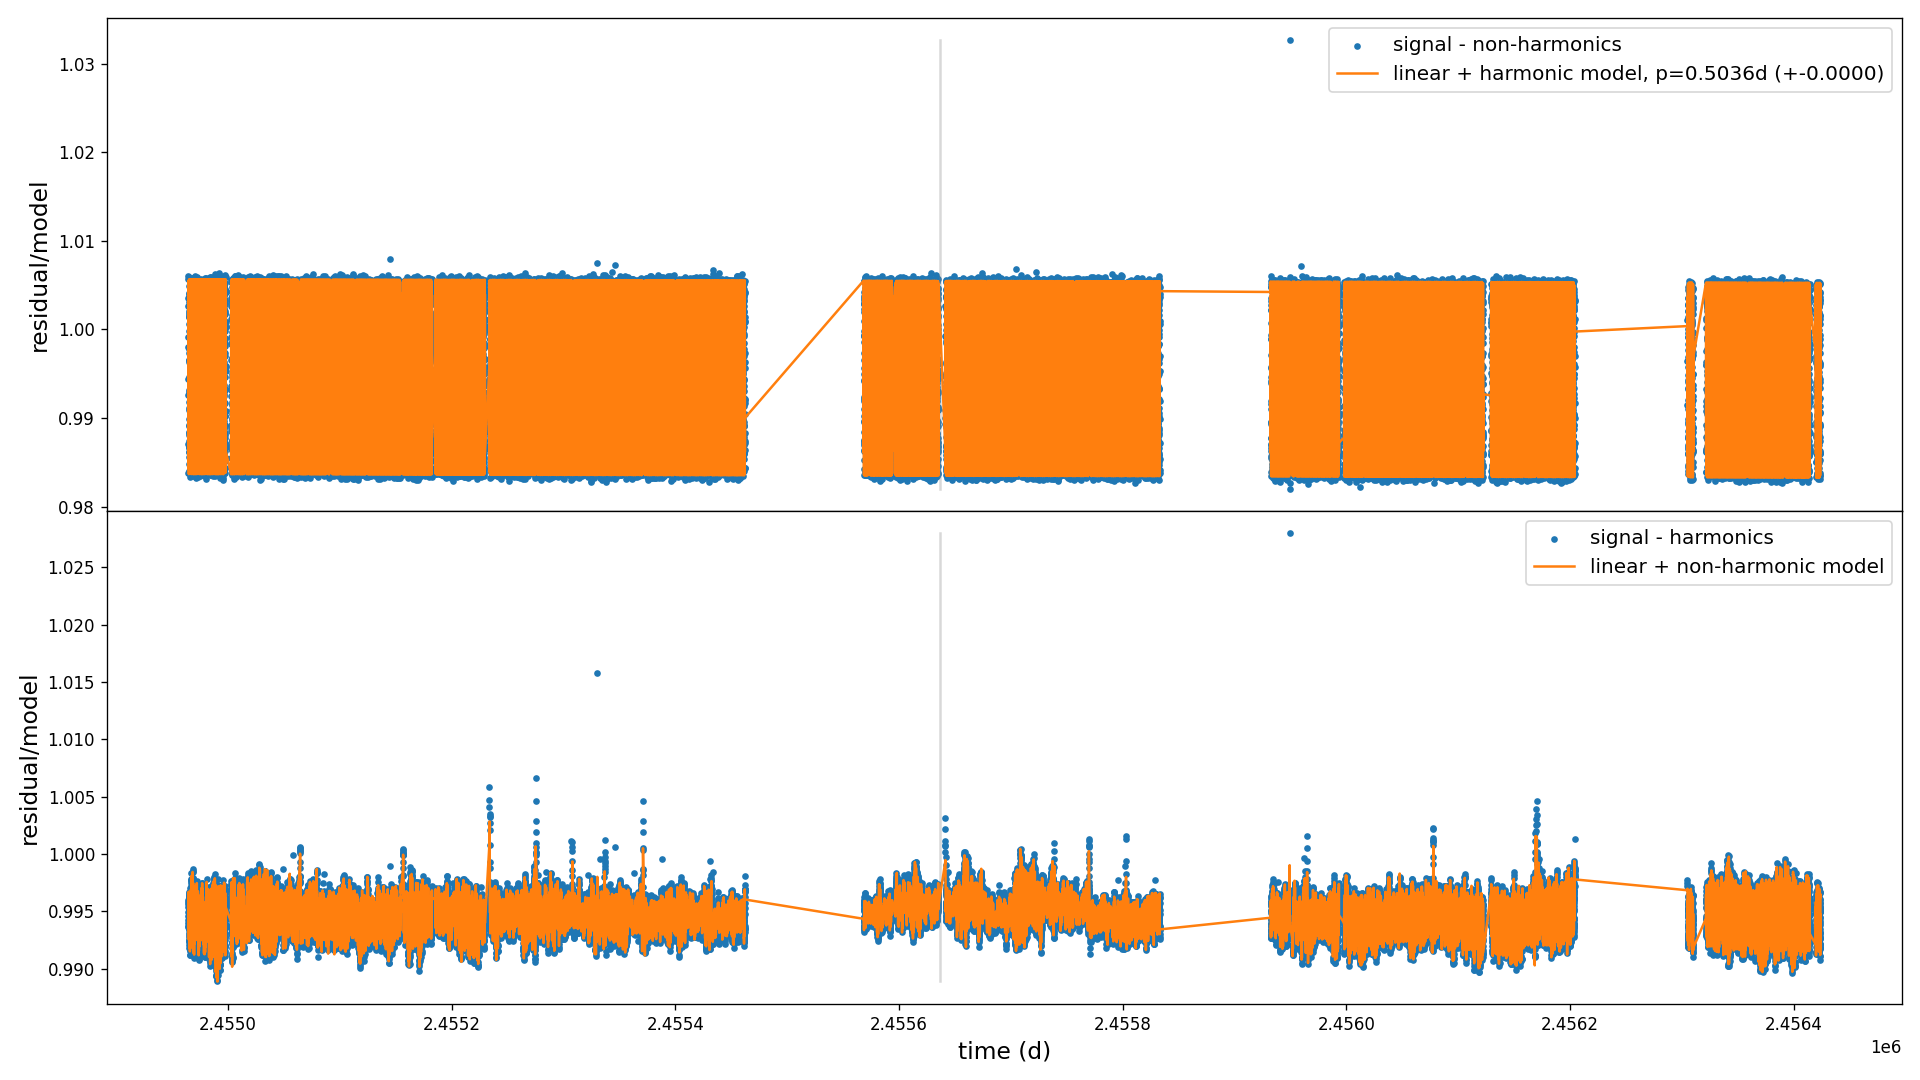 signal - non-harmonics
linear + harmonic model, p=0.5036d (+-0.0000)
residual/model
1.03
1.02
1.01
1.00
0.99
0.98
signal - harmonics
linear + non-harmonic model
residual/model
1.025
1.020
1.015
1.010
1.005
1.000
0.995
0.990
2.4550 2.4552 2.4554 2.4556 2.4558 2.4560 2.4562 2.4564
time (d)
1e6